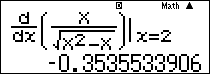 D Math ▲
d/dx(x/√(x²-x))|x=2
-0.3535533906